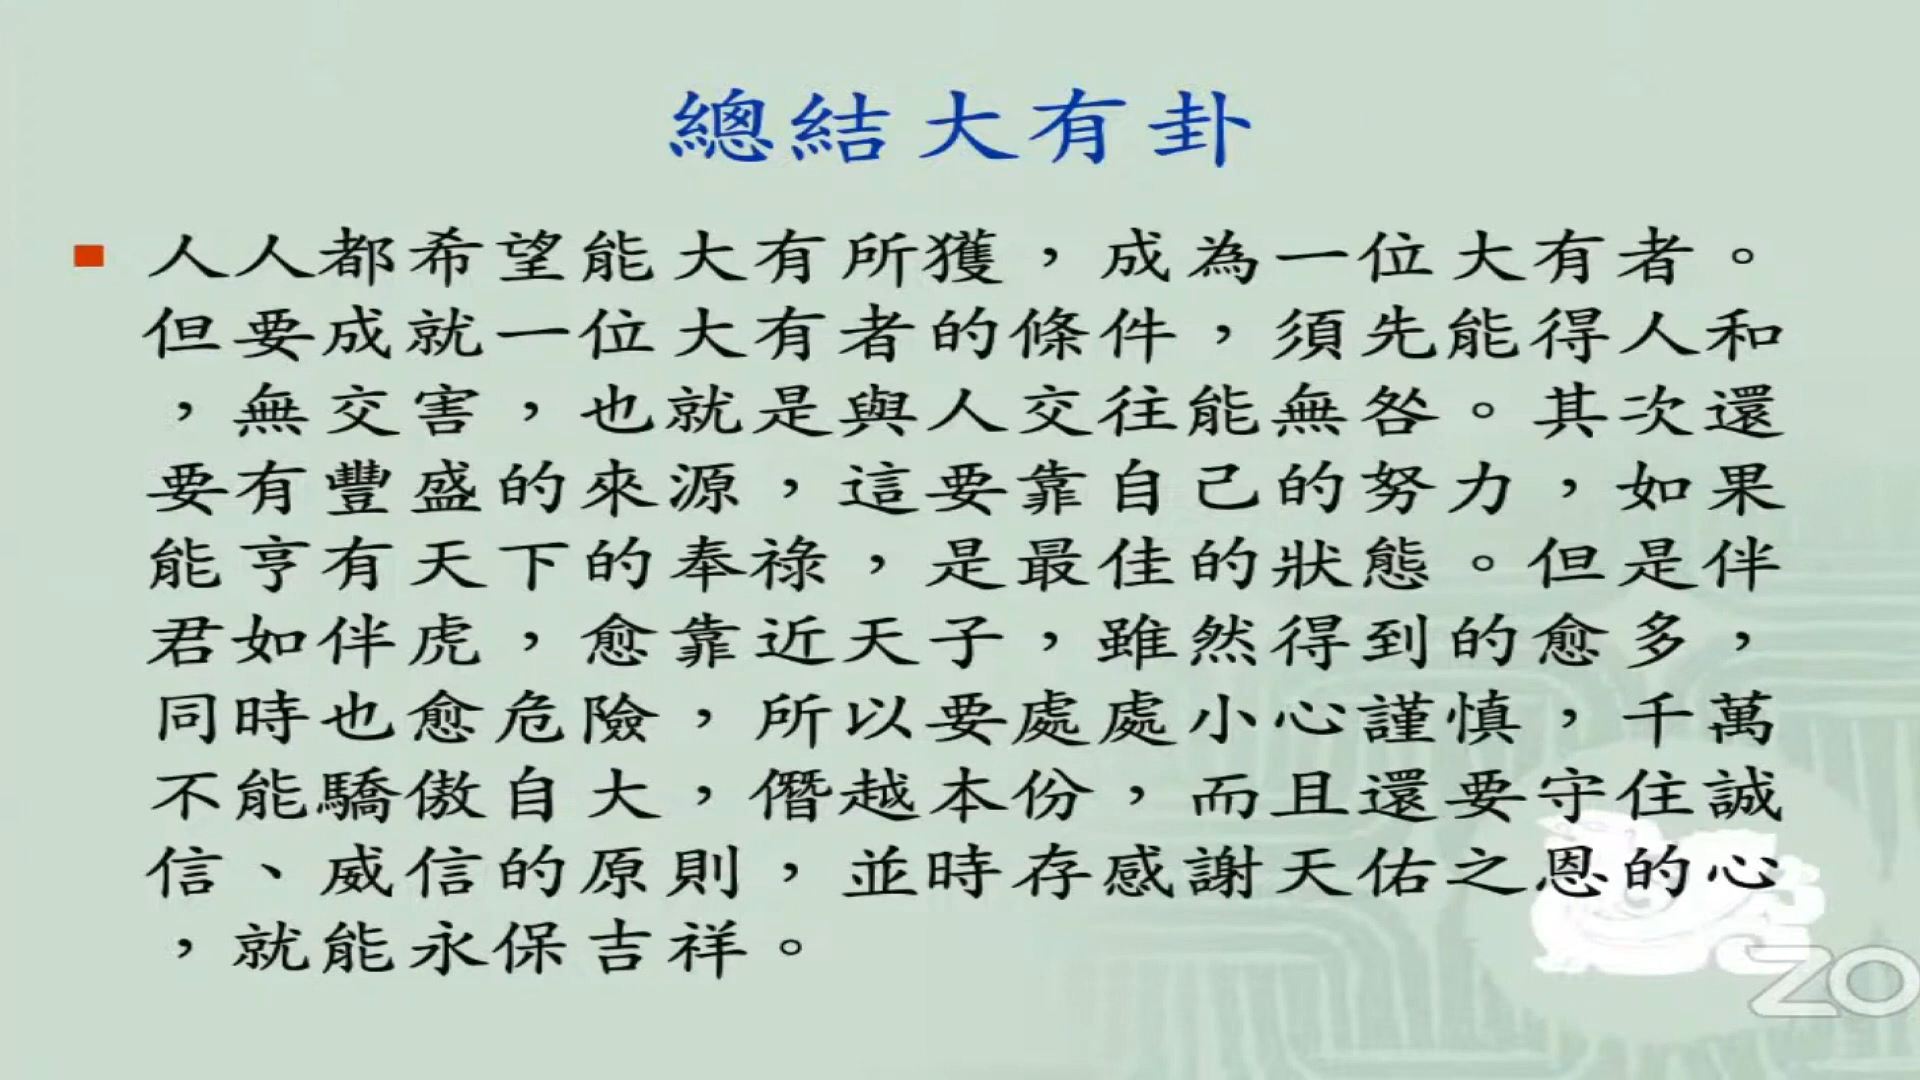 總結大有卦
人人都希望能大有所獲，成為一位大有者。
但要成就一位大有者的條件，須先能得人和
，無交害，也就是與人交往能無咎。其次還
要有豐盛的來源，這要靠自己的努力，如果
能亨有天下的奉祿，是最佳的狀態。但是伴
君如伴虎，愈靠近天子，雖然得到的愈多，
同時也愈危險，所以要處處小心謹慎，千萬
不能驕傲自大，僭越本份，而且還要守住誠
信、威信的原則，並時存感謝天佑之恩的心
，就能永保吉祥。
ZO